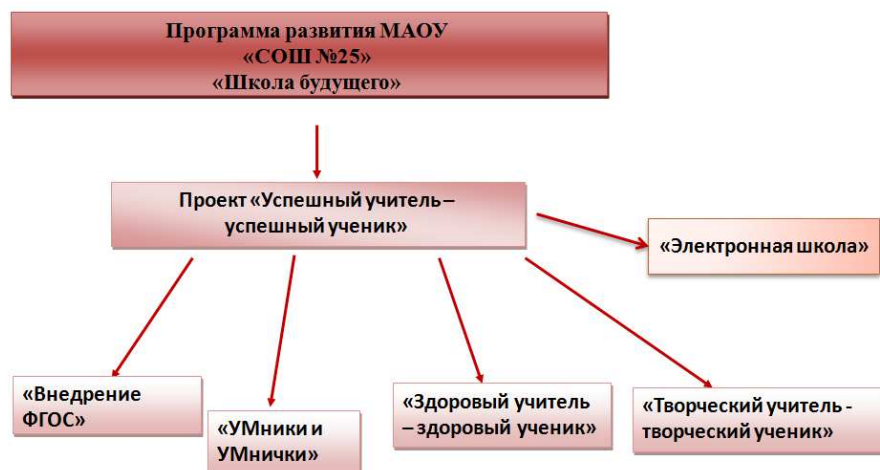 Программа развития МАОУ
«СОШ №25»
«Школа будущего»
Проект «Успешный учитель –
успешный ученик»
«Электронная школа»
«Внедрение
ФГОС»
«УМники и
УМнички»
«Здоровый учитель
– здоровый ученик»
«Творческий учитель -
творческий ученик»